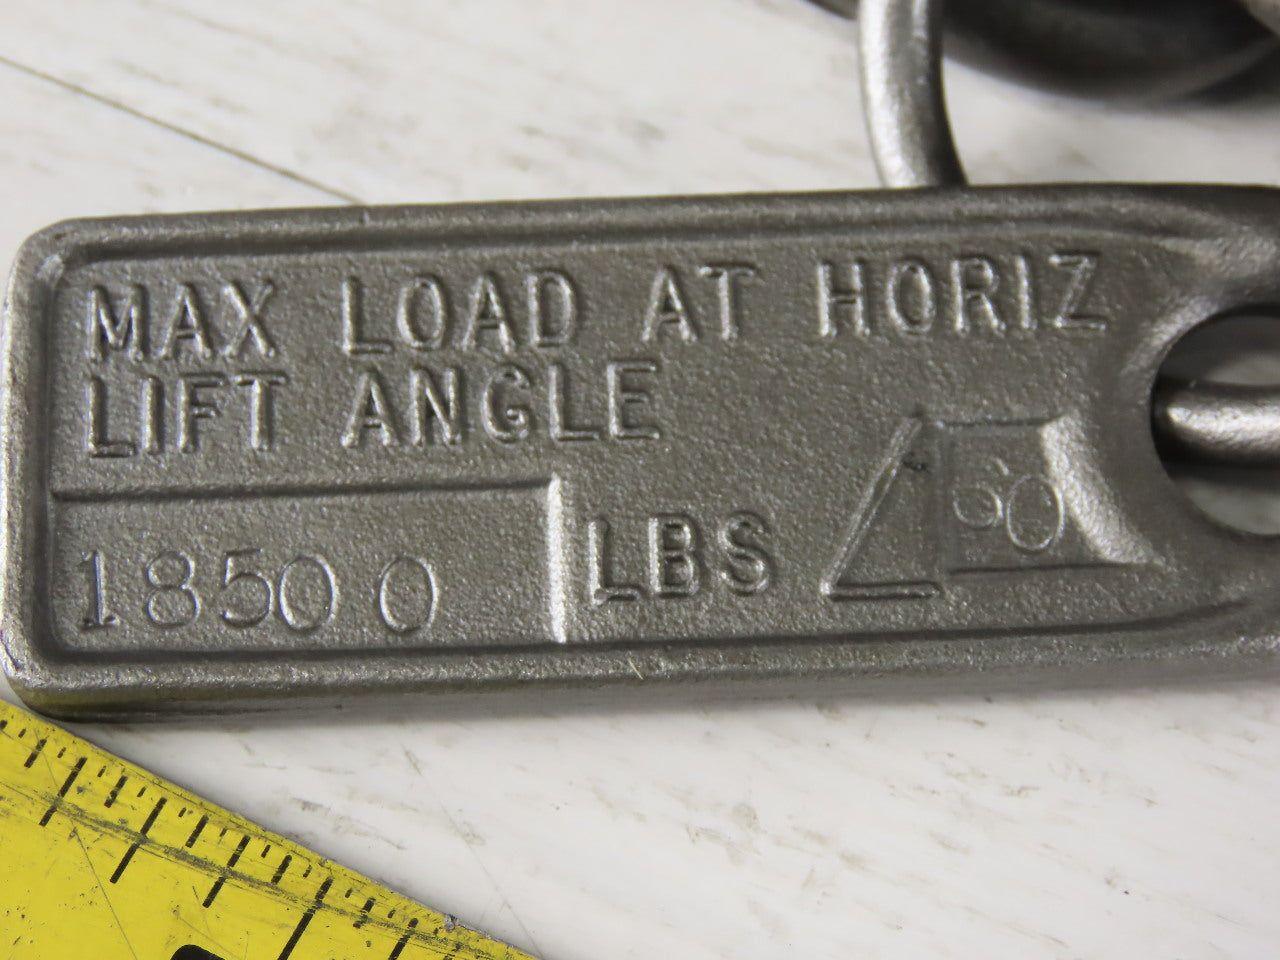 MAX LOAD AT HORIZ
LIFT ANGLE
18500 LBS 60